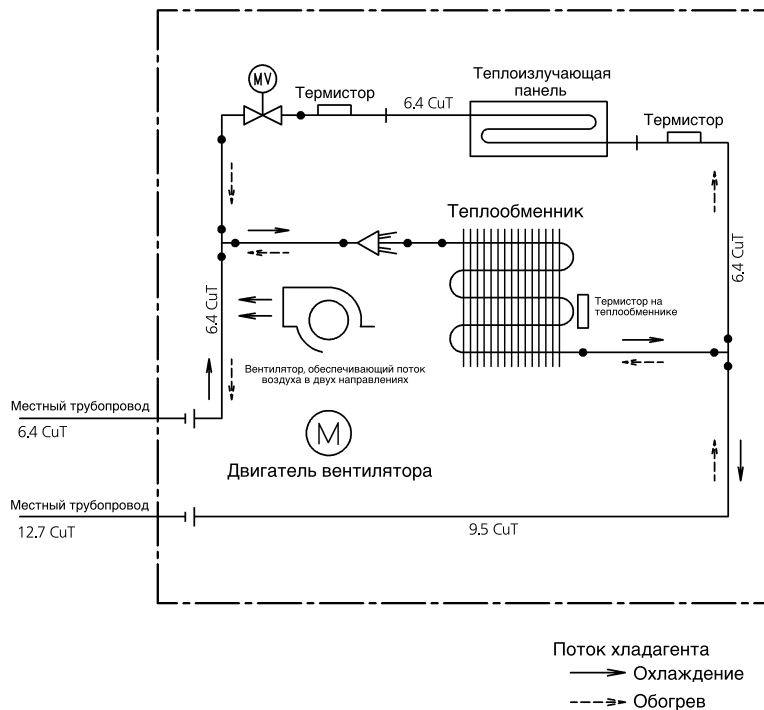 MV
Термистор
6.4 CuT
Теплоизлучающая
панель
Термистор
Теплообменник
6.4 CuT
6.4 CuT
Термистор на
теплообменнике
Вентилятор, обеспечивающий поток
воздуха в двух направлениях
Местный трубопровод
6.4 CuT
M
Двигатель вентилятора
Местный трубопровод
12.7 CuT
9.5 CuT
Поток хладагента
Охлаждение
Обогрев